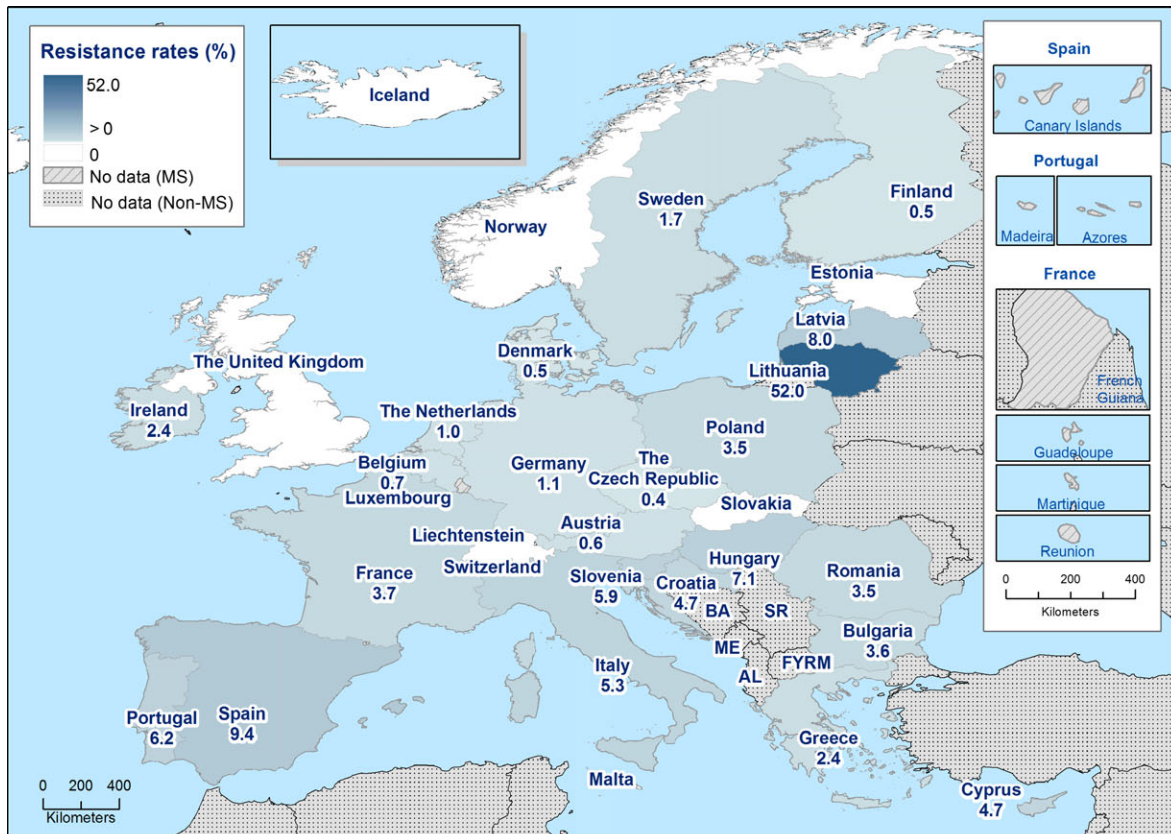 Resistance rates (%)
52.0
> 0
0
No data (MS)
No data (Non-MS)
Iceland
Spain
Canary Islands
Portugal
Madeira
Azores
France
French
Guiana
Guadeloupe
Martinique
Reunion
0 200 400
Kilometers
Sweden
1.7
Finland
0.5
Norway
Estonia
Latvia
8.0
Denmark
0.5
Lithuania
52.0
The United Kingdom
Ireland
2.4
The Netherlands
1.0
Poland
3.5
Belgium
0.7
Germany
1.1
The
Czech Republic
0.4
Luxembourg
Slovakia
Austria
0.6
Liechtenstein
Switzerland
France
3.7
Slovenia
5.9
Croatia
4.7
Hungary
7.1
Romania
3.5
BA
SR
Bulgaria
3.6
ME
FYRM
AL
Italy
5.3
Portugal
6.2
Spain
9.4
Greece
2.4
Malta
Cyprus
4.7
0 200 400
Kilometers